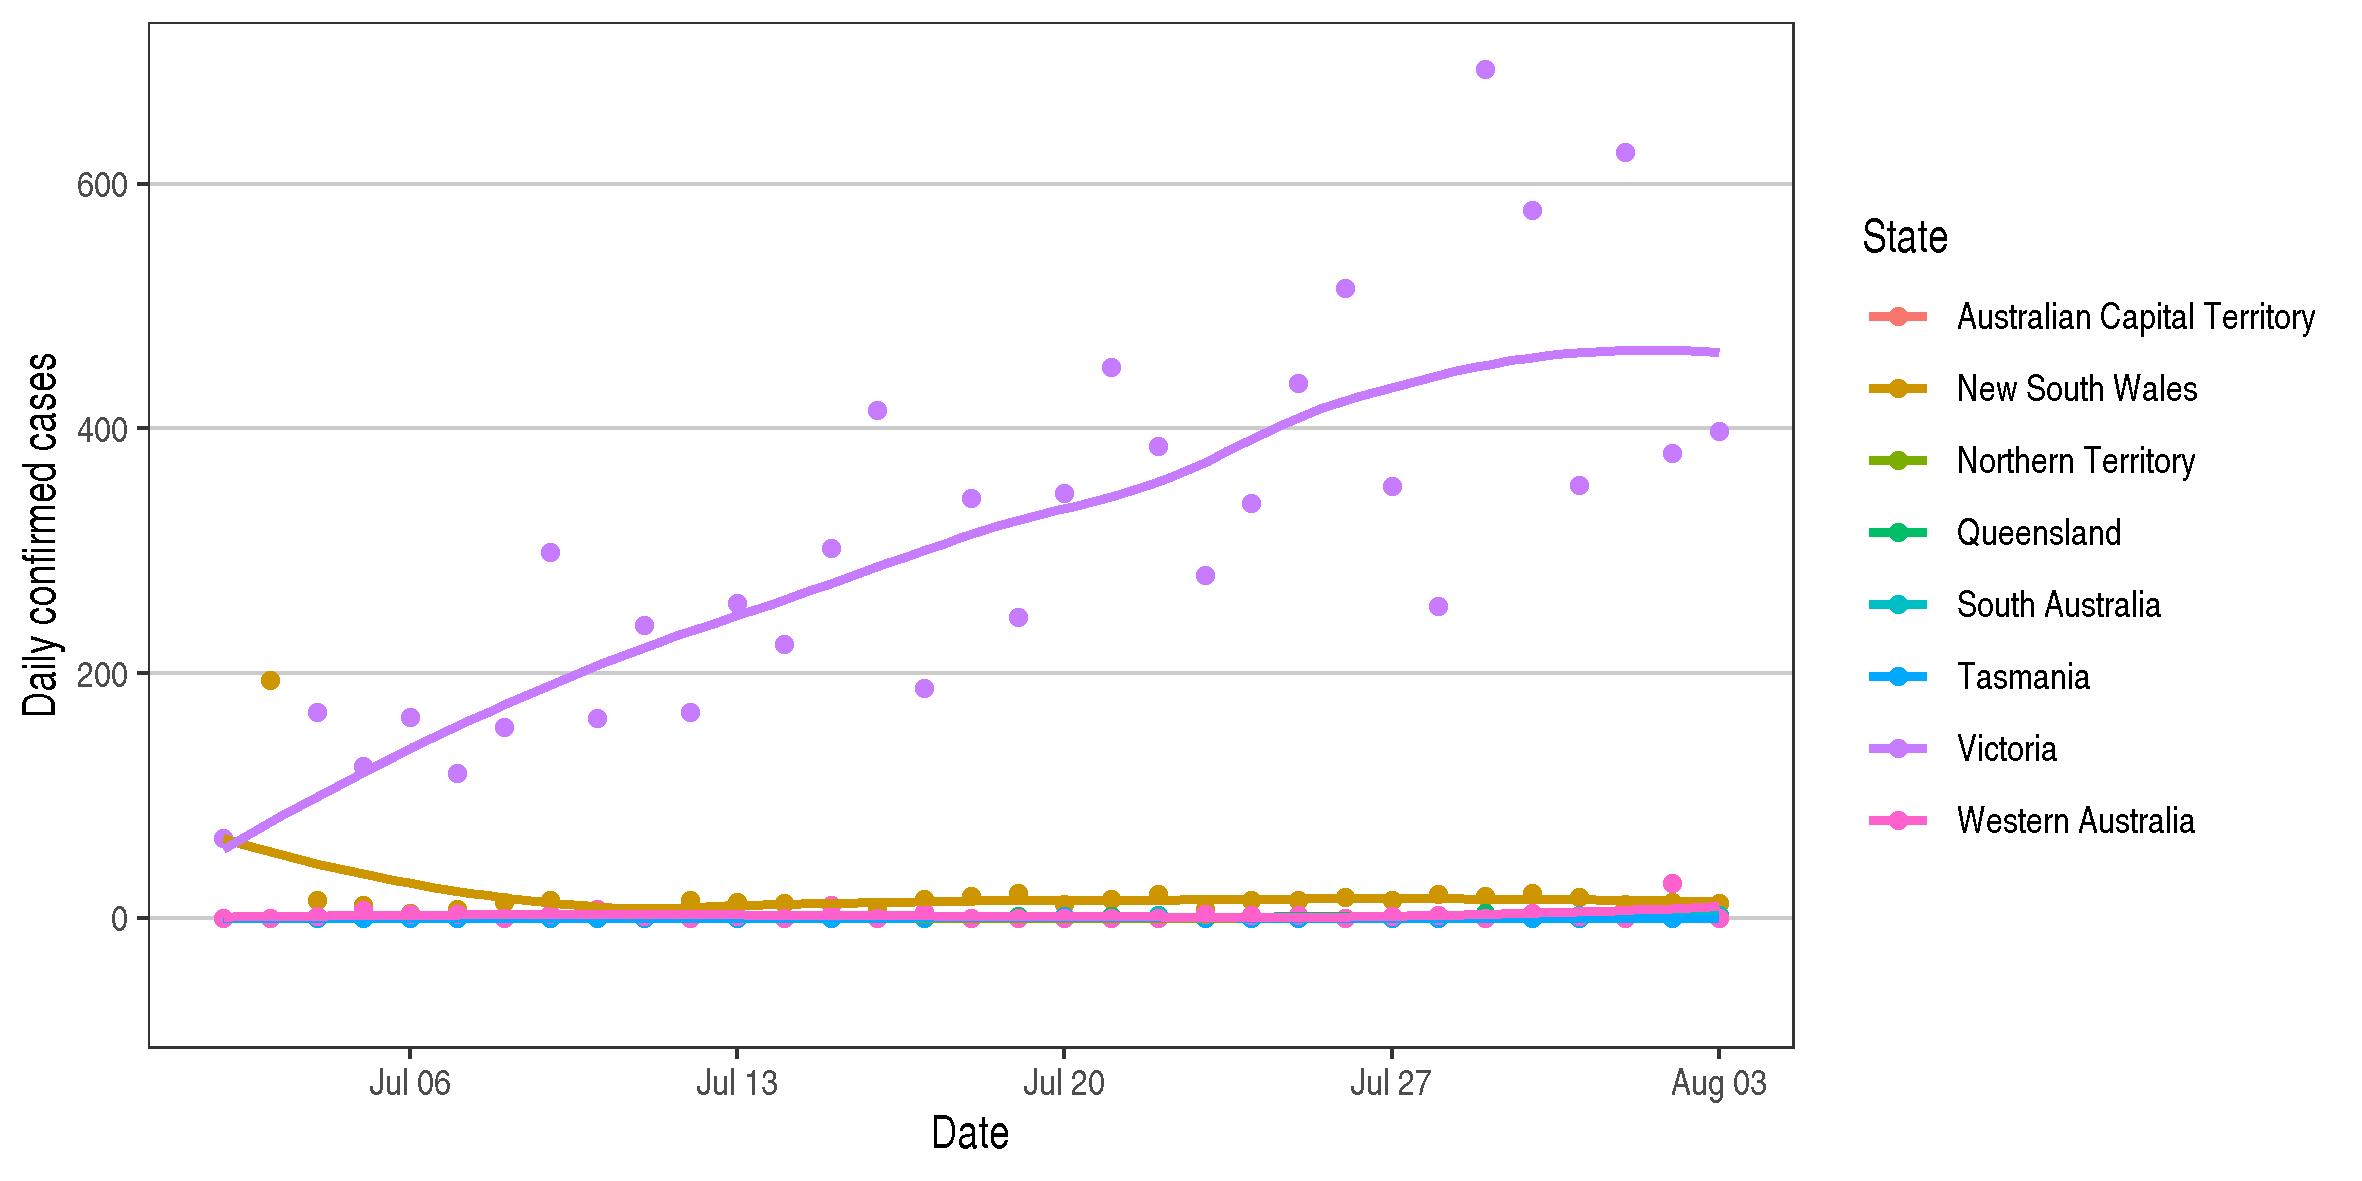 Daily confirmed cases
600
400
200
0
Jul 06
Jul 13
Jul 20
Jul 27
Aug 03
Date
State
Australian Capital Territory
New South Wales
Northern Territory
Queensland
South Australia
Tasmania
Victoria
Western Australia